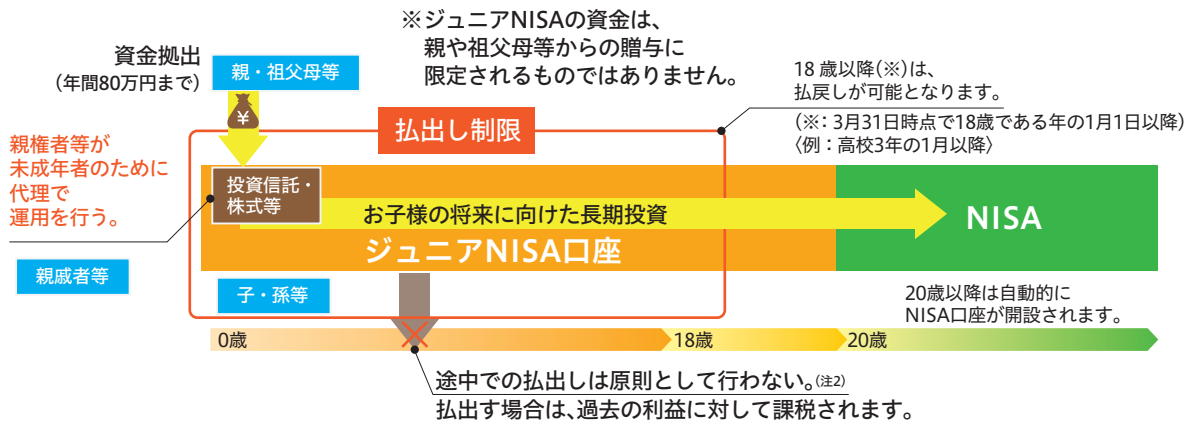 ※ジュニアNISAの資金は、
親や祖父母等からの贈与に
限定されるものではありません。
資金拠出
（年間80万円まで）
親・祖父母等
¥
18歳以降（※）は、
払戻しが可能となります。
（※：3月31日時点で18歳である年の1月1日以降）
〈例：高校3年の1月以降〉
払出し制限
親権者等が
未成年者のために
代理で
運用を行う。
投資信託・
株式等
お子様の将来に向けた長期投資
ジュニアNISA口座
NISA
親戚者等
子・孫等
20歳以降は自動的に
NISA口座が開設されます。
0歳
18歳
20歳
途中での払出しは原則として行わない。（注2）
払出す場合は、過去の利益に対して課税されます。